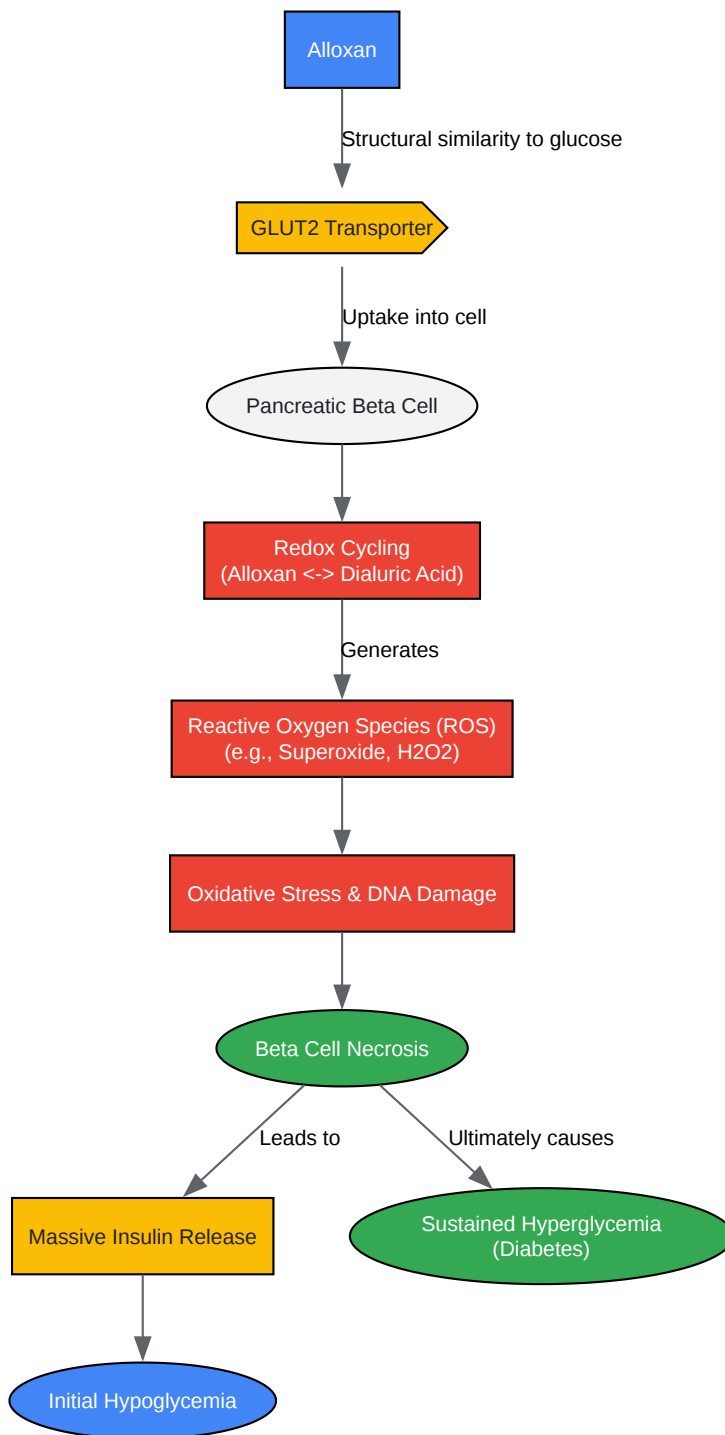 Alloxan
Structural similarity to glucose
GLUT2 Transporter
Uptake into cell
Pancreatic Beta Cell
Redox Cycling
(Alloxan <-> Dialuric Acid)
Generates
Reactive Oxygen Species (ROS)
(e.g., Superoxide, H2O2)
Oxidative Stress & DNA Damage
Beta Cell Necrosis
Leads to
Ultimately causes
Massive Insulin Release
Sustained Hyperglycemia
(Diabetes)
Initial Hypoglycemia